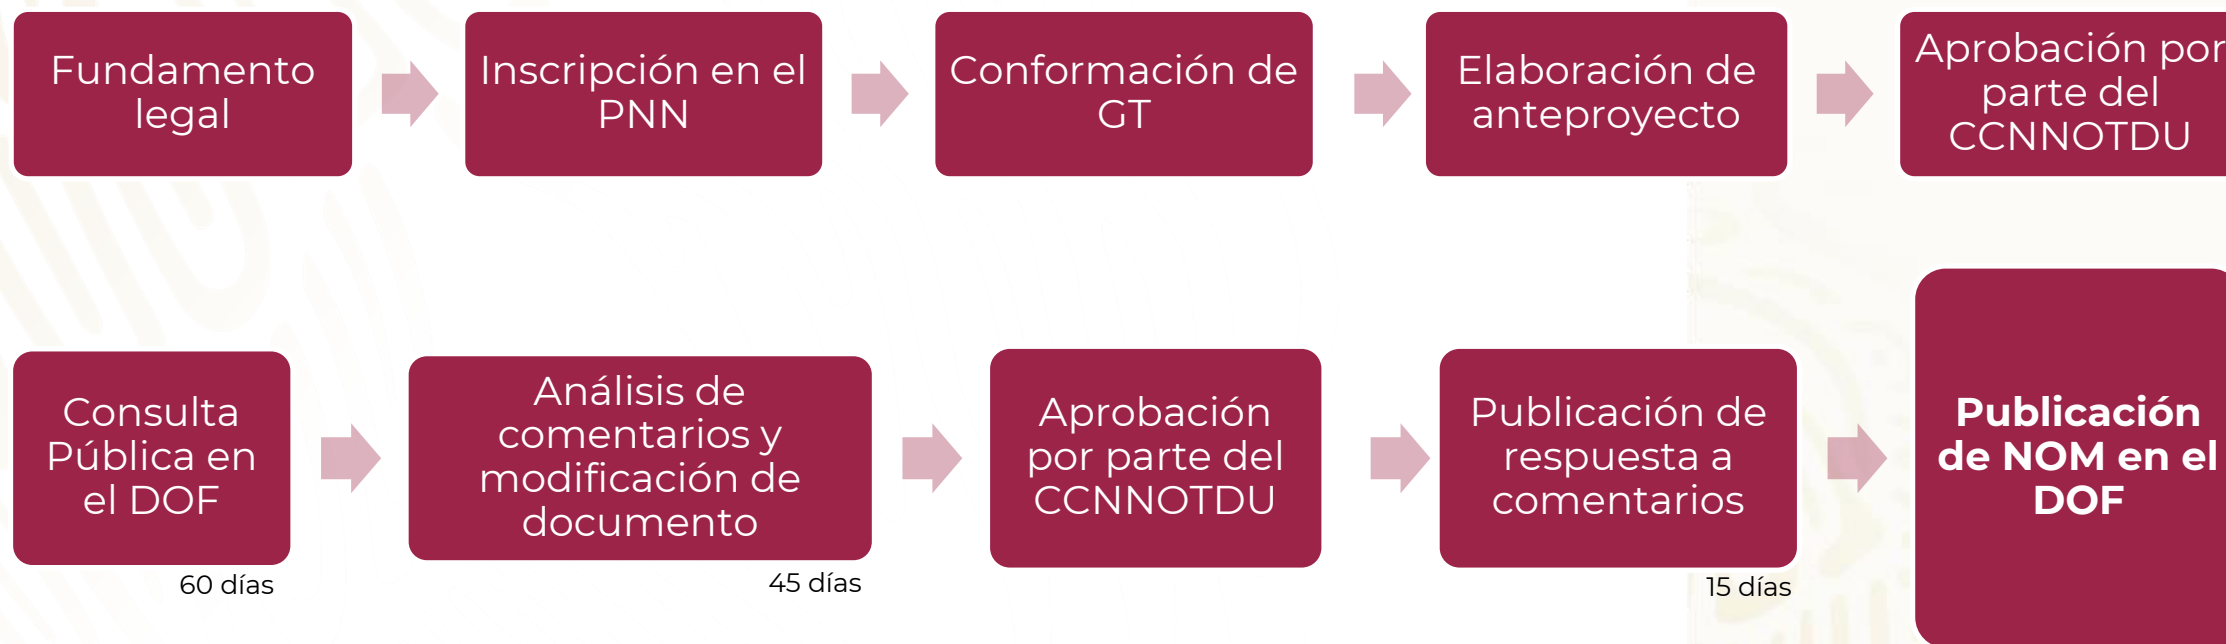 Fundamento
legal
Inscripción en el
PNN
Conformación de
GT
Elaboración de
anteproyecto
Aprobación por
parte del
CCNNOTDU
Consulta
Pública en
el DOF
60 días
Análisis de
comentarios y
modificación de
documento
45 días
Aprobación
por parte del
CCNNOTDU
Publicación de
respuesta a
comentarios
15 días
Publicación
de NOM en el
DOF